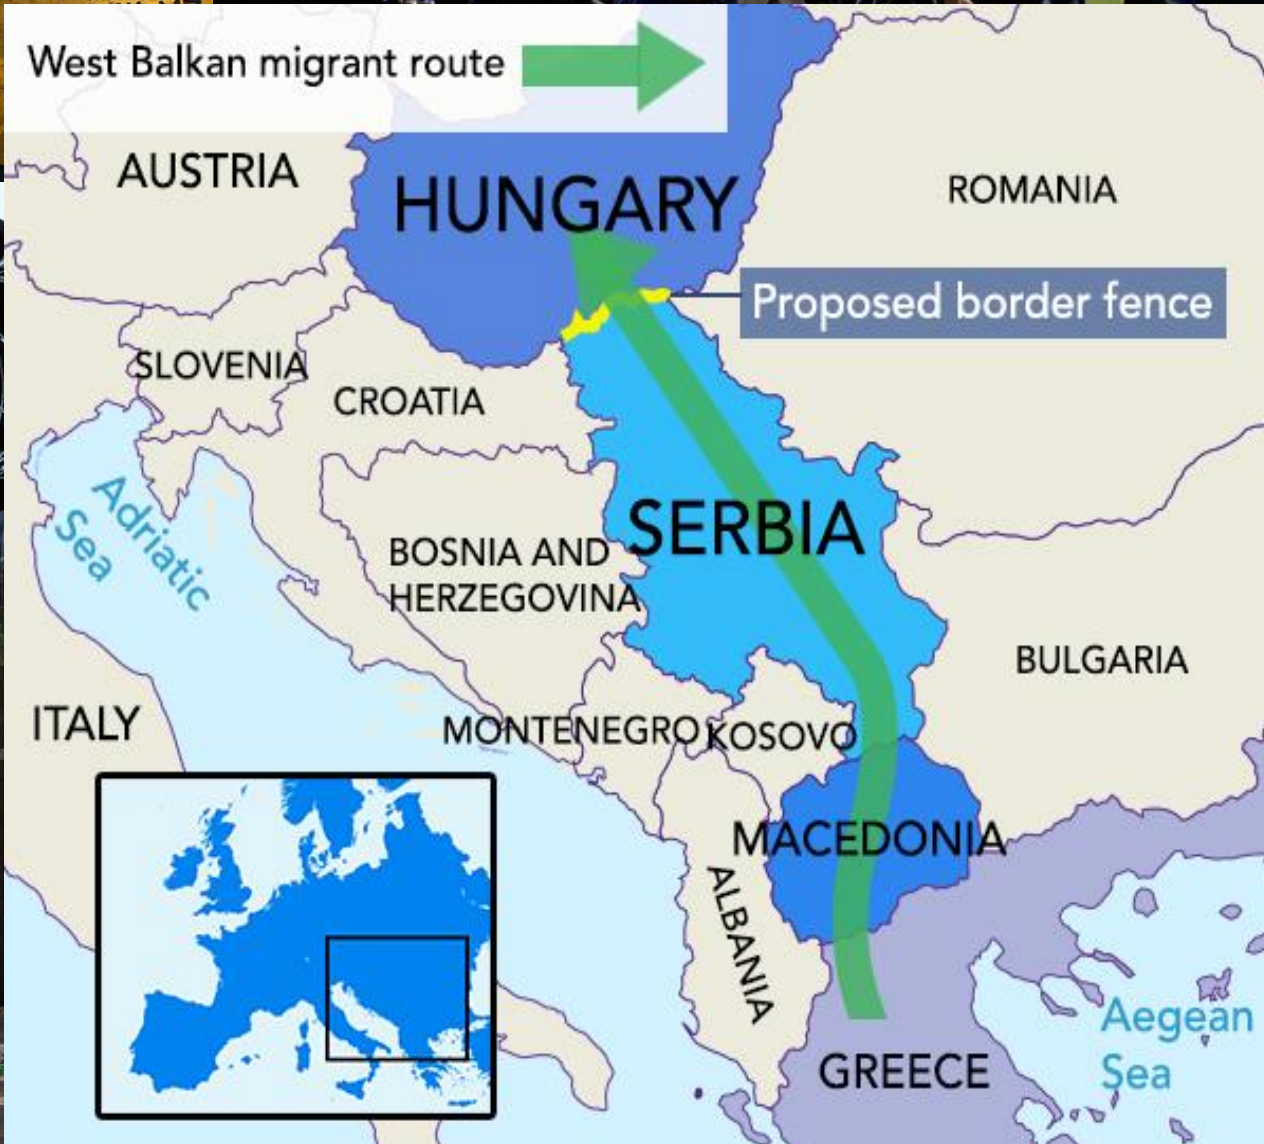 West Balkan migrant route
AUSTRIA
HUNGARY
ROMANIA
Proposed border fence
SLOVENIA
CROATIA
Adriatic
Sea
SERBIA
BOSNIA AND
HERZEGOVINA
BULGARIA
ITALY
MONTENEGRO
KOSOVO
MACEDONIA
ALBANIA
Aegean
Sea
GREECE